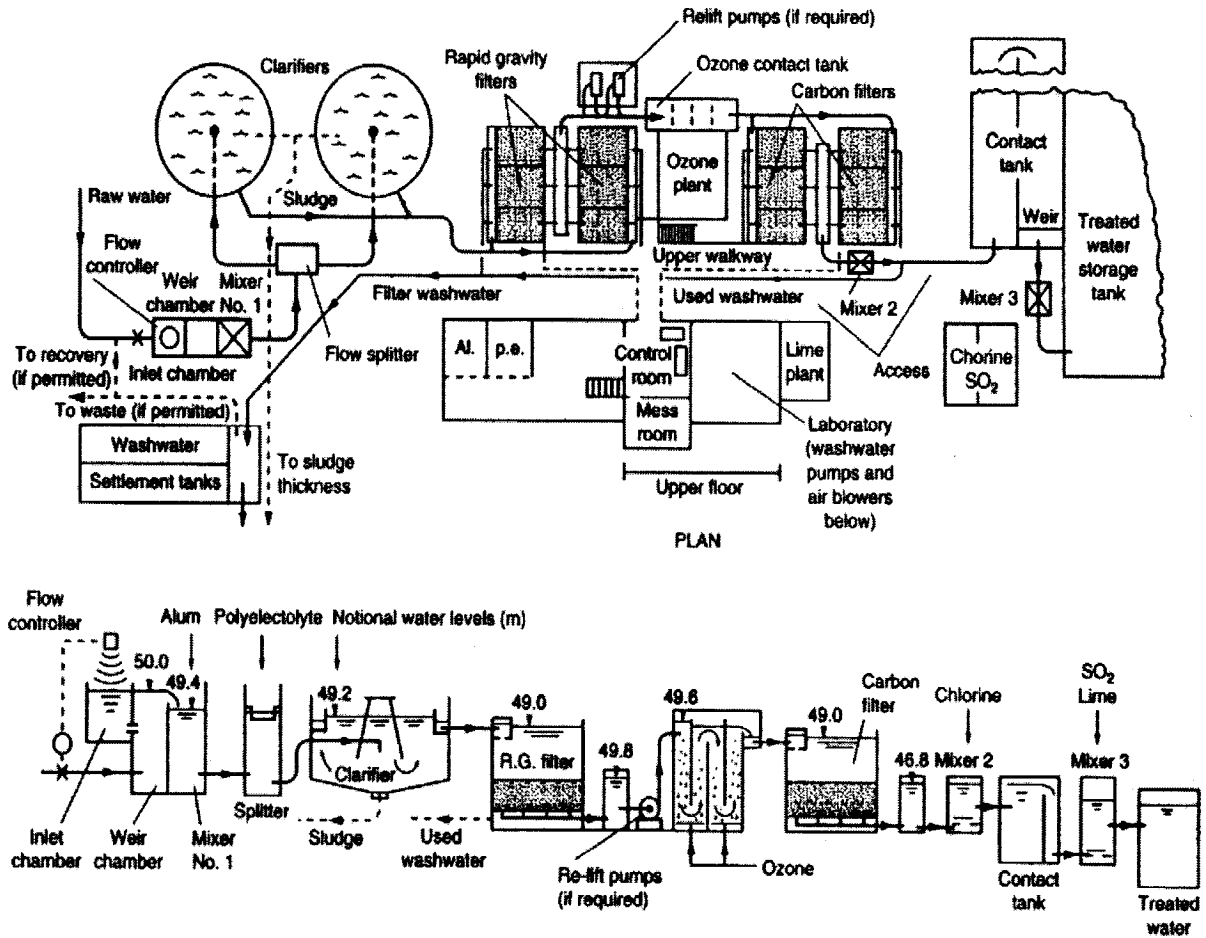 Relift pumps (if required)
Clarifiers
Rapid gravity
filters
Ozone contact tank
Carbon filters
Contact
tank
Ozone
plant
Raw water
Sludge
Weir
Treated
water
storage
tank
Flow
controller
Weir
chamber
Mixer
No. 1
Upper walkway
Filter washwater
Used washwater
Mixer 2
Mixer 3
Flow splitter
Al.
p.e.
Control
room
Lime
plant
Access
Chorine
SO2
To recovery
(if permitted)
Inlet chamber
To waste (if permitted)
Mess
room
Laboratory
(washwater
pumps and
air blowers
below)
Washwater
Settlement tanks
To sludge
thickness
Upper floor
PLAN
Flow
controller
Alum
Polyelectolyte
Notional water levels (m)
50.0
49.4
49.2
49.0
49.8
49.6
49.0
Carbon
filter
Chlorine
SO2
Lime
46.8
Mixer 2
Mixer 3
R.G. filter
Clarifier
Splitter
Sludge
Used
washwater
Inlet
chamber
Weir
chamber
Mixer
No. 1
Re-lift pumps
(if required)
Ozone
Contact
tank
Treated
water